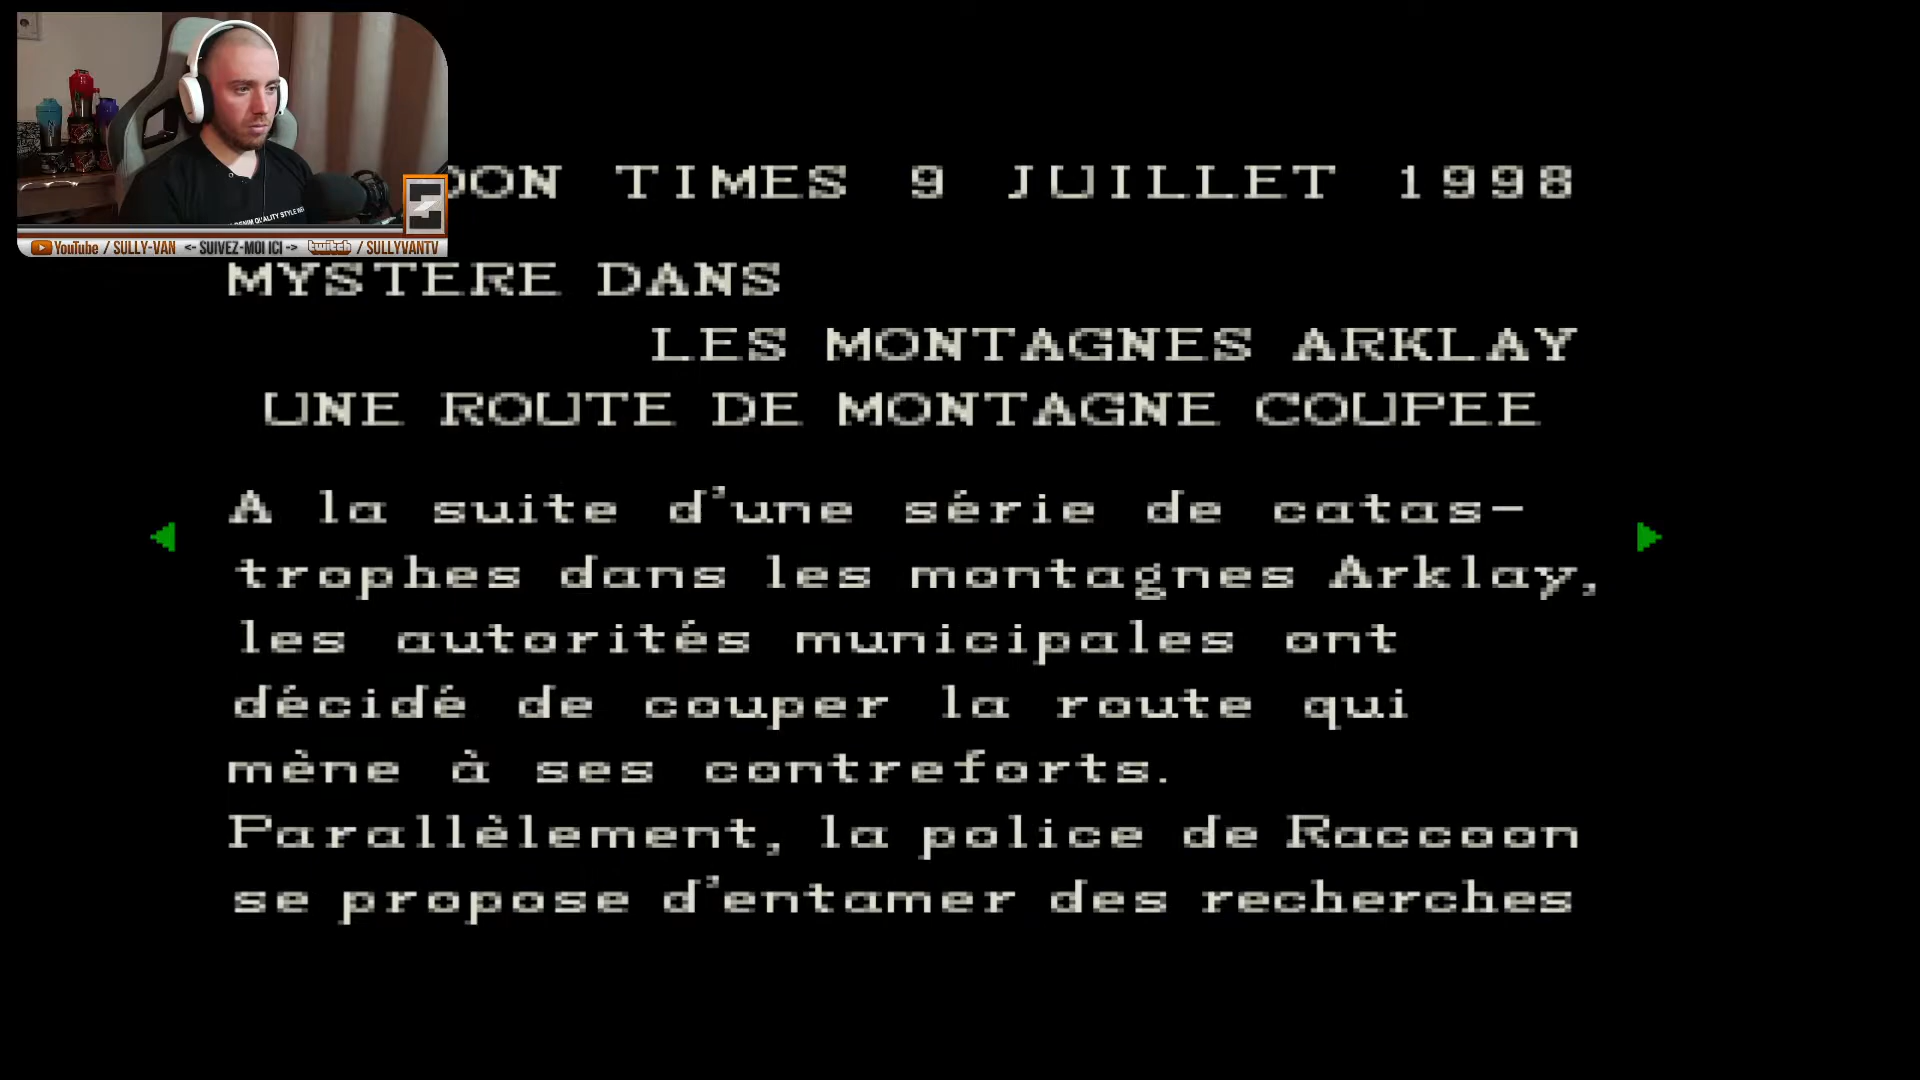 OON TIMES 9 JUILLET 1998
MYSTERE DANS
LES MONTAGNES ARKLAY
UNE ROUTE DE MONTAGNE COUPEE
A la suite d'une série de catas-
trophes dans les montagnes Arklay,
les autorités municipales ont
décidé de couper la route qui
mène à ses contreforts.
Parallèlement, la police de Raccoon
se propose d'entamer des recherches
DENIM QUALITY STYLE
YouTube / SULLY-VAN <- SUIVEZ-MOI ICI -> twitch / SULLYVANTV